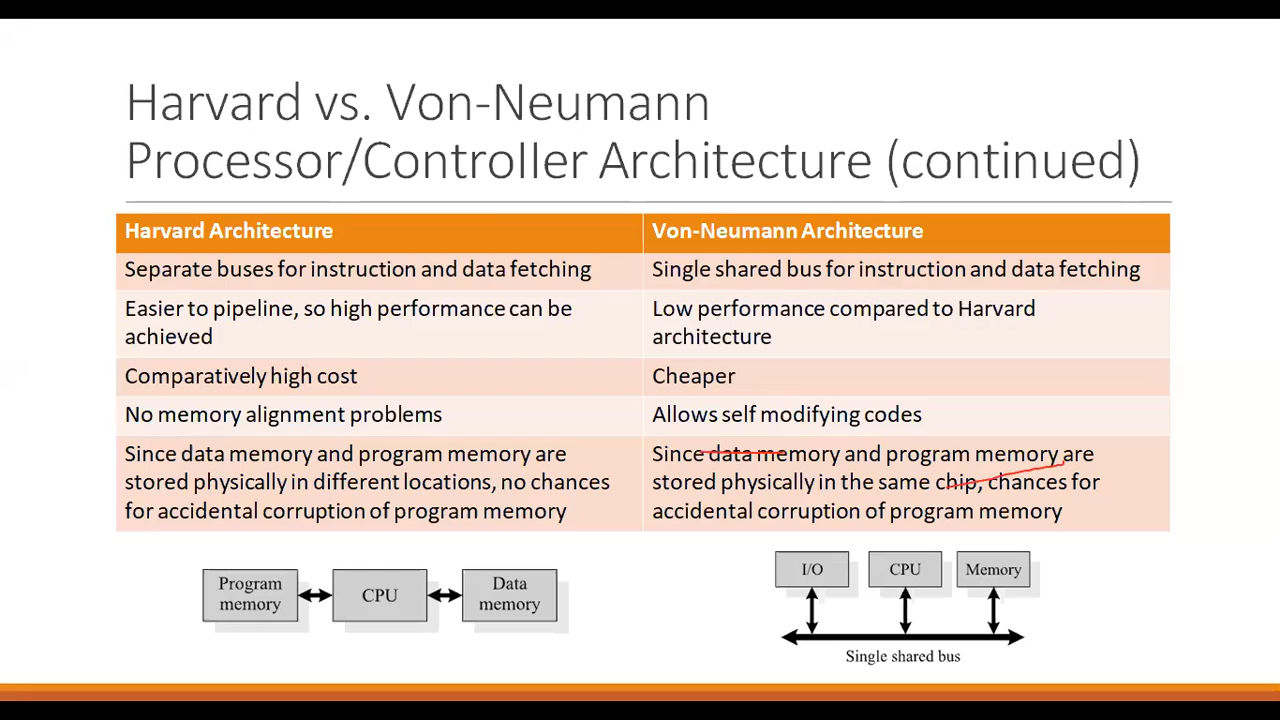 Harvard vs. Von-Neumann
Processor/Controller Architecture (continued)
Harvard Architecture
Von-Neumann Architecture
Separate buses for instruction and data fetching
Single shared bus for instruction and data fetching
Easier to pipeline, so high performance can be
achieved
Low performance compared to Harvard
architecture
Comparatively high cost
Cheaper
No memory alignment problems
Allows self modifying codes
Since data memory and program memory are
stored physically in different locations, no chances
for accidental corruption of program memory
Since data memory and program memory are
stored physically in the same chip, chances for
accidental corruption of program memory
Program
memory
CPU
Data
memory
I/O
CPU
Memory
Single shared bus